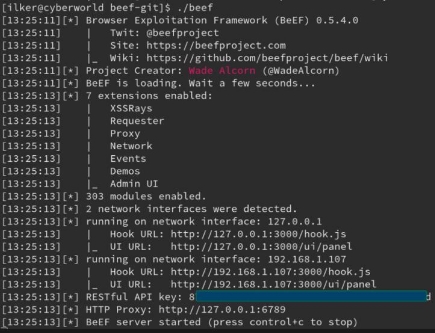 [ilker@cyberworld beef-git]$ ./beef
[13:25:11][*] Browser Exploitation Framework (BeEF) 0.5.4.0
[13:25:11]    |   Twit: @beefproject
[13:25:11]    |   Site: https://beefproject.com
[13:25:11]    |_  Wiki: https://github.com/beefproject/beef/wiki
[13:25:11][*] Project Creator: Wade Alcorn (@WadeAlcorn)
[13:25:11][*] BeEF is loading. Wait a few seconds...
[13:25:13][*] 7 extensions enabled:
[13:25:13]    |   XSSRays
[13:25:13]    |   Requester
[13:25:13]    |   Proxy
[13:25:13]    |   Network
[13:25:13]    |   Events
[13:25:13]    |   Demos
[13:25:13]    |_  Admin UI
[13:25:13][*] 303 modules enabled.
[13:25:13][*] 2 network interfaces were detected.
[13:25:13][*] running on network interface: 127.0.0.1
[13:25:13]    |   Hook URL: http://127.0.0.1:3000/hook.js
[13:25:13]    |_  UI URL:   http://127.0.0.1:3000/ui/panel
[13:25:13][*] running on network interface: 192.168.1.107
[13:25:13]    |   Hook URL: http://192.168.1.107:3000/hook.js
[13:25:13]    |_  UI URL:   http://192.168.1.107:3000/ui/panel
[13:25:13][*] RESTful API key: 8 d
[13:25:13][*] HTTP Proxy: http://127.0.0.1:6789
[13:25:13][*] BeEF server started (press control+c to stop)